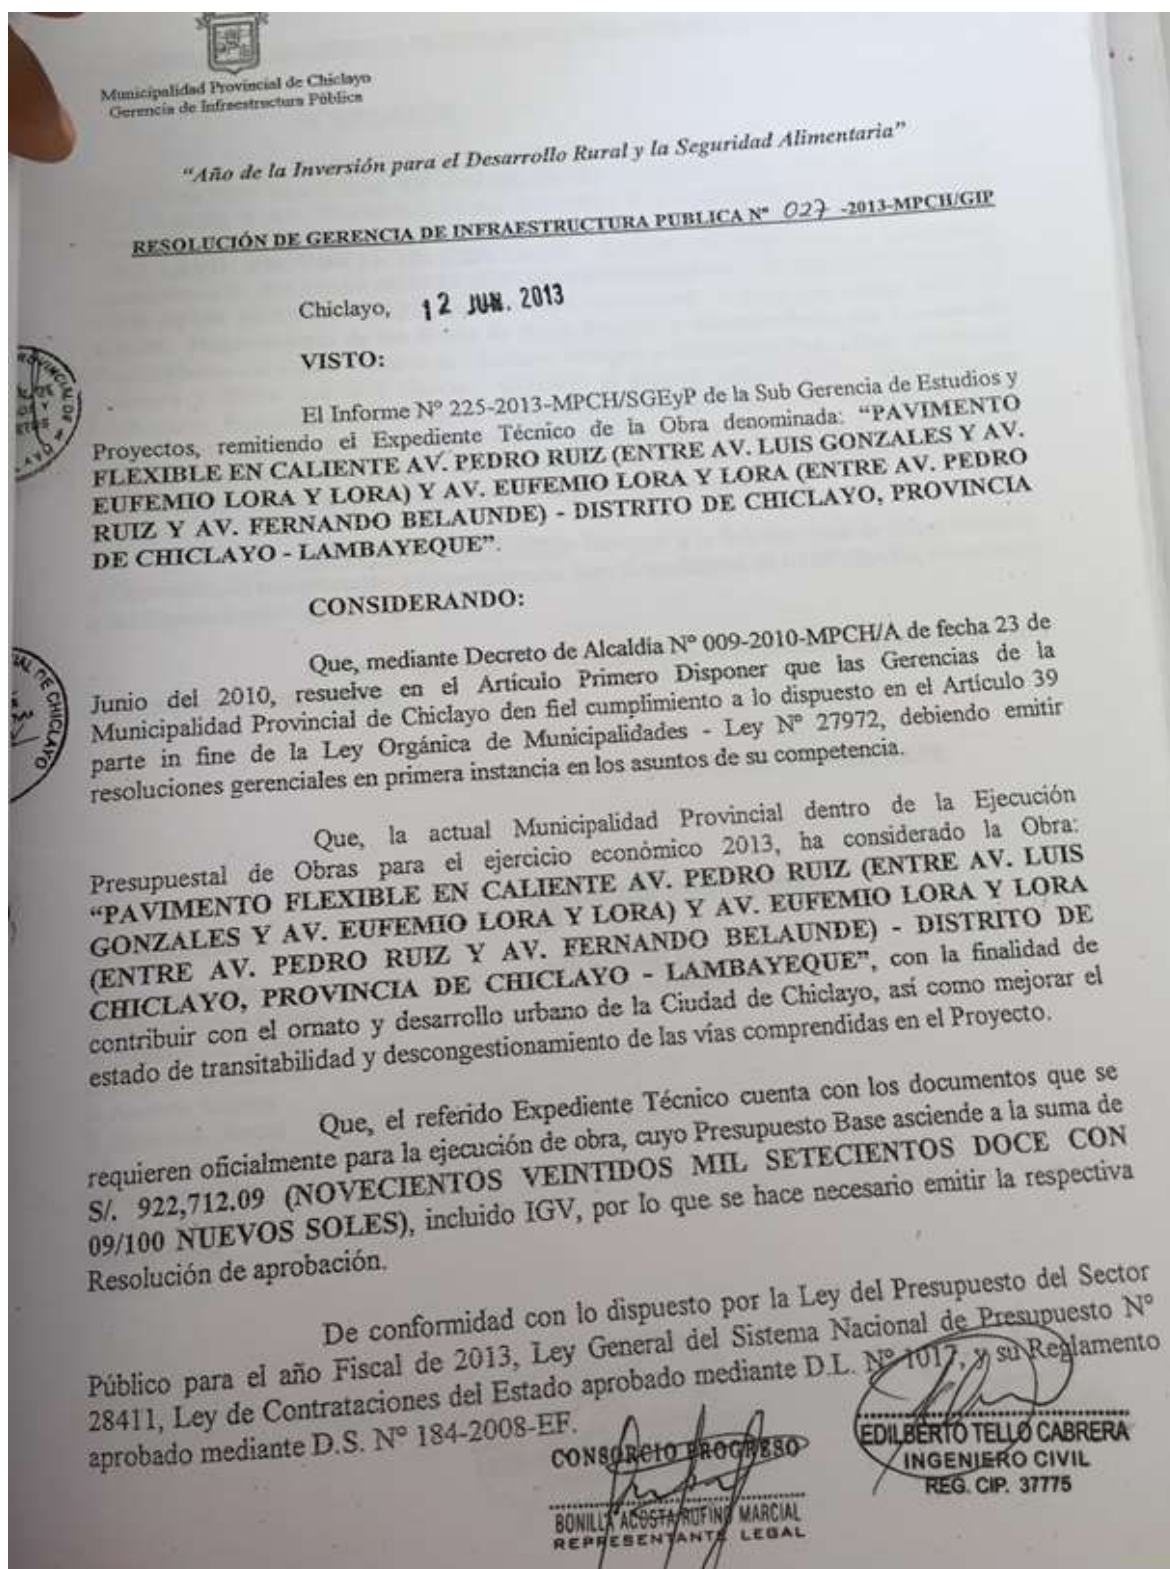 Municipalidad Provincial de Chiclayo
Gerencia de Infraestructura Pública
"Año de la Inversión para el Desarrollo Rural y la Seguridad Alimentaria"
RESOLUCIÓN DE GERENCIA DE INFRAESTRUCTURA PUBLICA Nº 027 -2013-MPCH/GIP
Chiclayo, 12 JUN. 2013
VISTO:
El Informe Nº 225-2013-MPCH/SGEyP de la Sub Gerencia de Estudios y
Proyectos, remitiendo el Expediente Técnico de la Obra denominada: "PAVIMENTO
FLEXIBLE EN CALIENTE AV. PEDRO RUIZ (ENTRE AV. LUIS GONZALES Y AV.
EUFEMIO LORA Y LORA) Y AV. EUFEMIO LORA Y LORA (ENTRE AV. PEDRO
RUIZ Y AV. FERNANDO BELAUNDE) - DISTRITO DE CHICLAYO, PROVINCIA
DE CHICLAYO - LAMBAYEQUE".
CONSIDERANDO:
Que, mediante Decreto de Alcaldía Nº 009-2010-MPCH/A de fecha 23 de
Junio del 2010, resuelve en el Artículo Primero Disponer que las Gerencias de la
Municipalidad Provincial de Chiclayo den fiel cumplimiento a lo dispuesto en el Artículo 39
parte in fine de la Ley Orgánica de Municipalidades - Ley Nº 27972, debiendo emitir
resoluciones gerenciales en primera instancia en los asuntos de su competencia.
Que, la actual Municipalidad Provincial dentro de la Ejecución
Presupuestal de Obras para el ejercicio económico 2013, ha considerado la Obra:
"PAVIMENTO FLEXIBLE EN CALIENTE AV. PEDRO RUIZ (ENTRE AV. LUIS
GONZALES Y AV. EUFEMIO LORA Y LORA) Y AV. EUFEMIO LORA Y LORA
(ENTRE AV. PEDRO RUIZ Y AV. FERNANDO BELAUNDE) - DISTRITO DE
CHICLAYO, PROVINCIA DE CHICLAYO - LAMBAYEQUE", con la finalidad de
contribuir con el ornato y desarrollo urbano de la Ciudad de Chiclayo, así como mejorar el
estado de transitabilidad y descongestionamiento de las vías comprendidas en el Proyecto.
Que, el referido Expediente Técnico cuenta con los documentos que se
requieren oficialmente para la ejecución de obra, cuyo Presupuesto Base asciende a la suma de
S/. 922,712.09 (NOVECIENTOS VEINTIDOS MIL SETECIENTOS DOCE CON
09/100 NUEVOS SOLES), incluido IGV, por lo que se hace necesario emitir la respectiva
Resolución de aprobación.
De conformidad con lo dispuesto por la Ley del Presupuesto del Sector
Público para el año Fiscal de 2013, Ley General del Sistema Nacional de Presupuesto Nº
28411, Ley de Contrataciones del Estado aprobado mediante D.L. Nº 1017, y su Reglamento
aprobado mediante D.S. Nº 184-2008-EF.
CONSORCIO PROGRESO
BONILLA ACOSTA RUFINO MARCIAL
REPRESENTANTE LEGAL
EDILBERTO TELLO CABRERA
INGENIERO CIVIL
REG. CIP. 37775
DE CHICLAYO